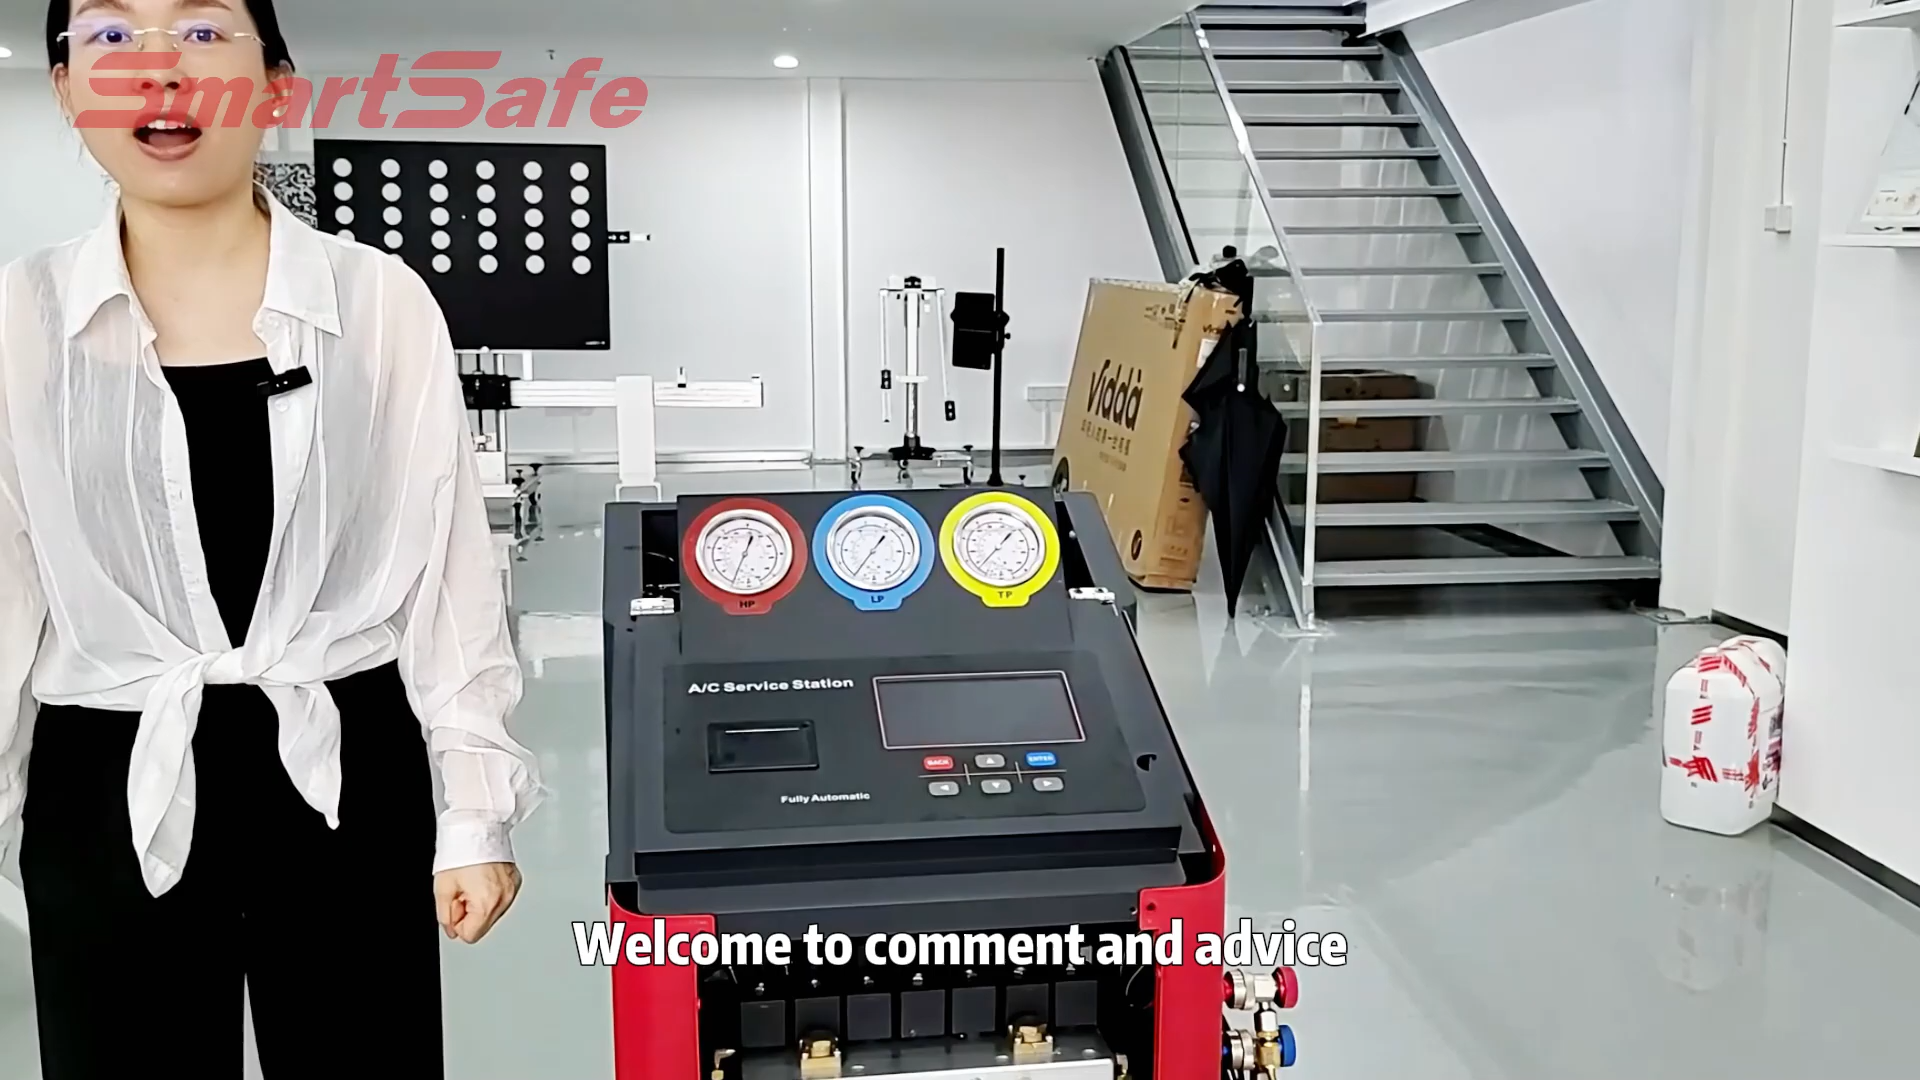 SmartSafe
Vidda
HP
LP
TP
A/C Service Station
BACK
ENTER
Fully Automatic
Welcome to comment and advice